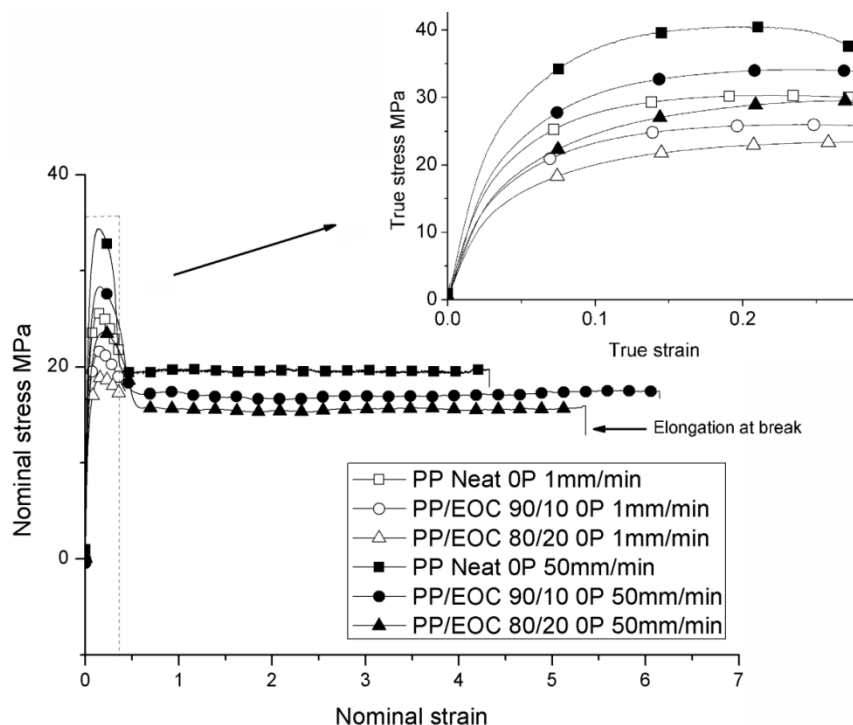 40
30
20
10
0
True stress MPa
0.0
0.1
0.2
True strain
40
20
0
Nominal stress MPa
Elongation at break
PP Neat 0P 1mm/min
PP/EOC 90/10 0P 1mm/min
PP/EOC 80/20 0P 1mm/min
PP Neat 0P 50mm/min
PP/EOC 90/10 0P 50mm/min
PP/EOC 80/20 0P 50mm/min
0 1 2 3 4 5 6 7
Nominal strain